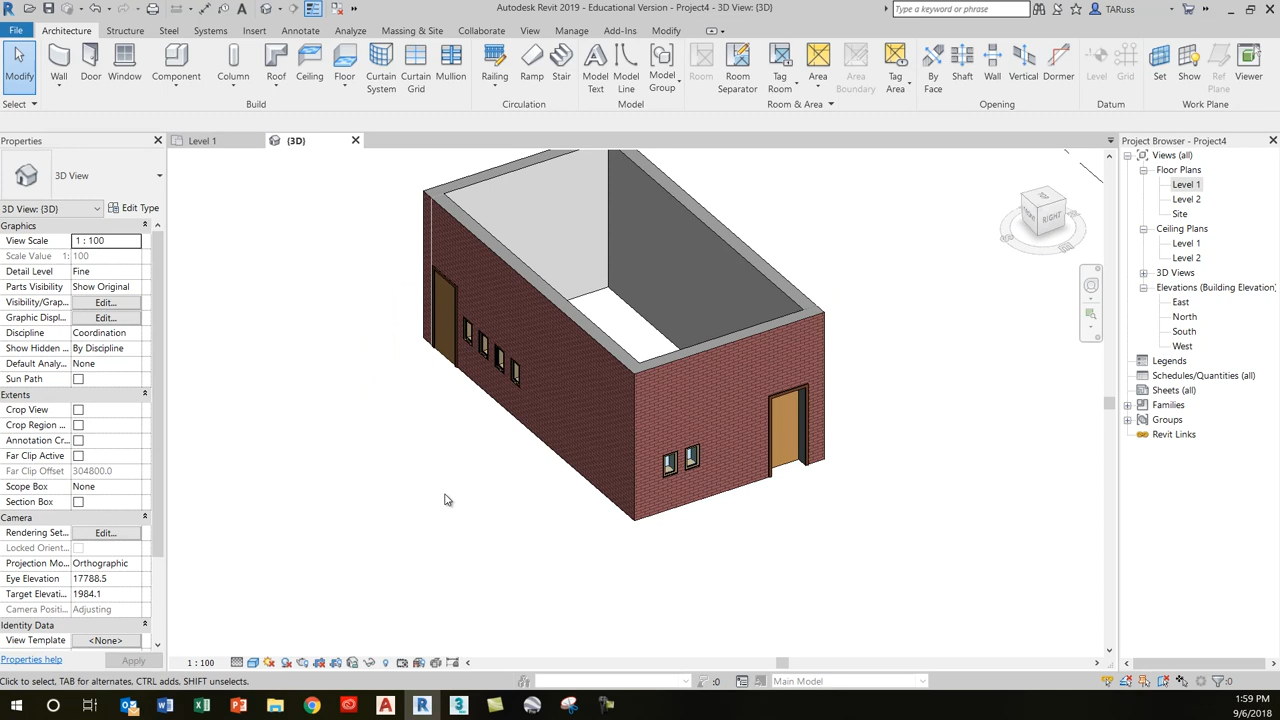 Autodesk Revit 2019 - Educational Version - Project4 - 3D View: {3D}
Type a keyword or phrase
TARuss
File Architecture Structure Steel Systems Insert Annotate Analyze Massing & Site Collaborate View Manage Add-Ins Modify
Modify Wall Door Window Component Column Roof Ceiling Floor Curtain System Curtain Grid Mullion Railing Ramp Stair Model Text Model Line Model Group Room Room Separator Tag Room Area Area Boundary Tag Area By Face Shaft Wall Vertical Dormer Level Grid Set Show Ref Plane Viewer
Select Build Circulation Model Room & Area Opening Datum Work Plane
Properties
Level 1
{3D}
Project Browser - Project4
3D View
3D View: {3D} Edit Type
Graphics
View Scale 1 : 100
Scale Value 1: 100
Detail Level Fine
Parts Visibility Show Original
Visibility/Grap... Edit...
Graphic Displ... Edit...
Discipline Coordination
Show Hidden ... By Discipline
Default Analy... None
Sun Path
Extents
Crop View
Crop Region ...
Annotation Cr...
Far Clip Active
Far Clip Offset 304800.0
Scope Box None
Section Box
Camera
Rendering Set... Edit...
Locked Orient...
Projection Mo... Orthographic
Eye Elevation 17788.5
Target Elevati... 1984.1
Camera Positi... Adjusting
Identity Data
View Template <None>
Properties help Apply
TOP
RIGHT
Views (all)
Floor Plans
Level 1
Level 2
Site
Ceiling Plans
Level 1
Level 2
3D Views
Elevations (Building Elevation)
East
North
South
West
Legends
Schedules/Quantities (all)
Sheets (all)
Families
Groups
Revit Links
1 : 100
Click to select, TAB for alternates, CTRL adds, SHIFT unselects.
:0
Main Model
:0
1:59 PM
9/6/2018